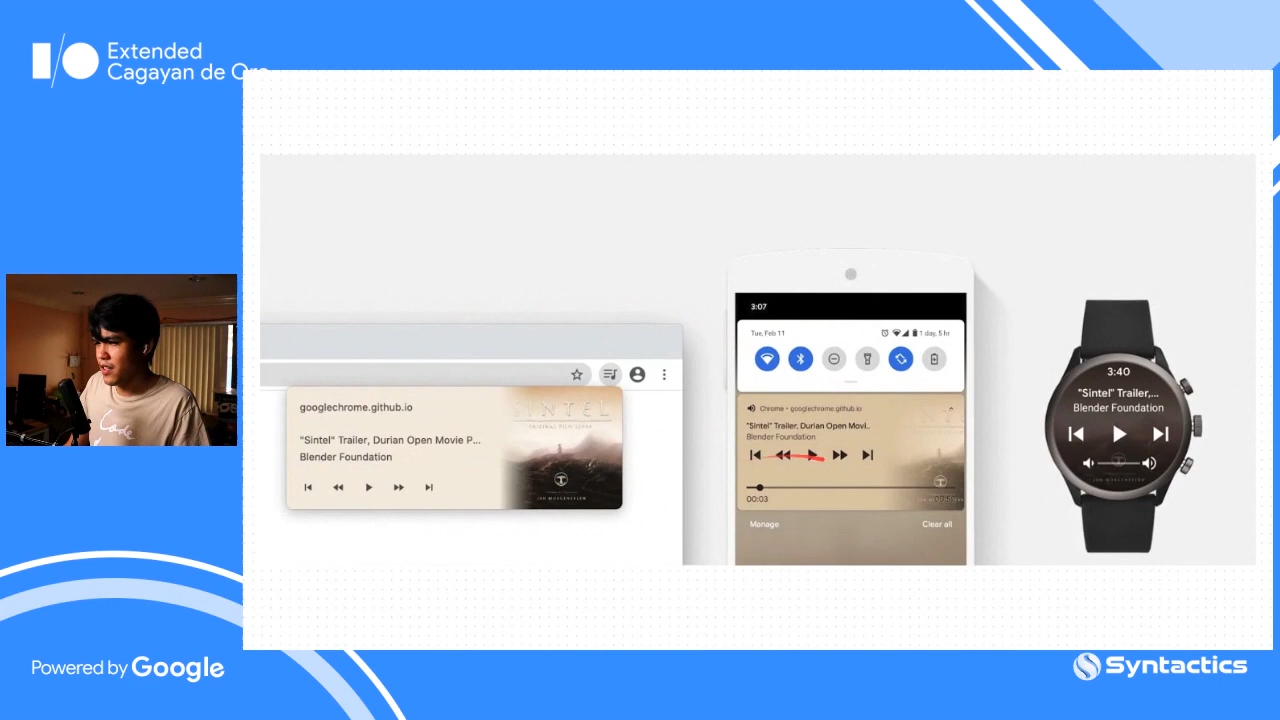 I/O Extended
Cagayan de Oro
googlechrome.github.io
"Sintel" Trailer, Durian Open Movie P...
Blender Foundation
SINTEL
3:07
Tue, Feb 11
1 day, 5 hr
Chrome • googlechrome.github.io
"Sintel" Trailer, Durian Open Movi..
Blender Foundation
00:03
Manage
Clear all
3:40
"Sintel" Trailer,...
Blender Foundation
Powered by Google
Syntactics